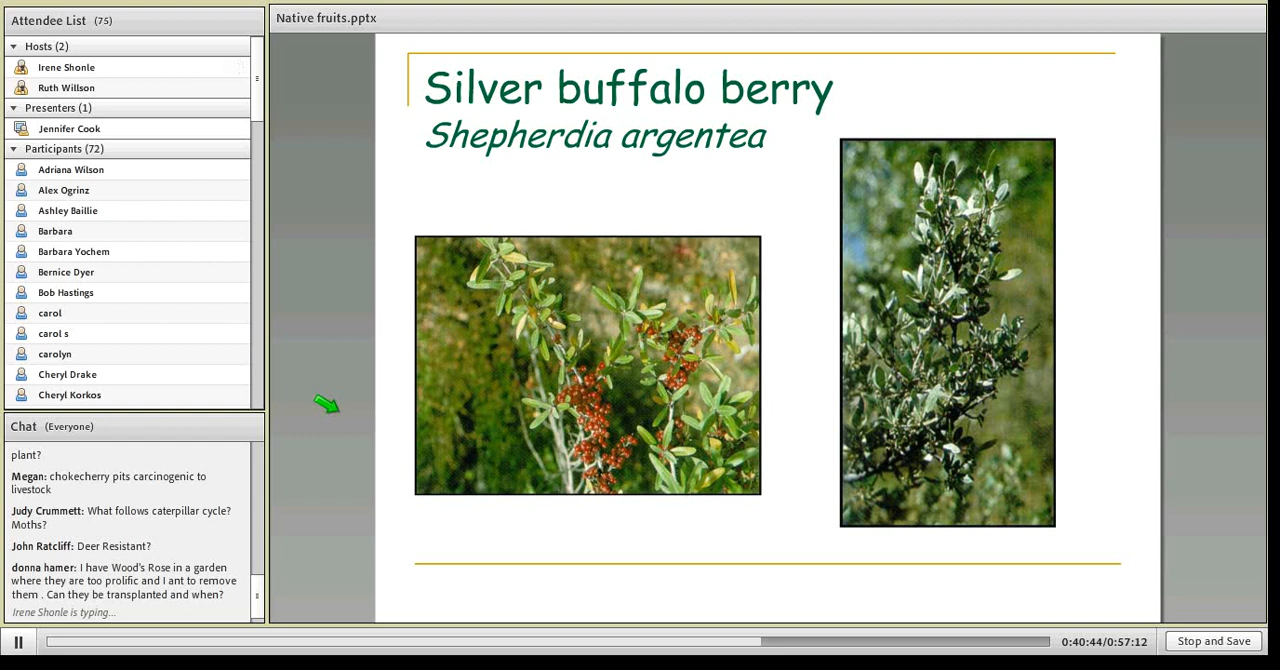 Attendee List (75)
Hosts (2)
Irene Shonle
Ruth Willson
Presenters (1)
Jennifer Cook
Participants (72)
Adriana Wilson
Alex Ogrinz
Ashley Baillie
Barbara
Barbara Yochem
Bernice Dyer
Bob Hastings
carol
carol s
carolyn
Cheryl Drake
Cheryl Korkos
Chat (Everyone)
plant?
Megan: chokecherry pits carcinogenic to
livestock
Judy Crummett: What follows caterpillar cycle?
Moths?
John Ratcliff: Deer Resistant?
donna hamer: I have Wood's Rose in a garden
where they are too prolific and I ant to remove
them . Can they be transplanted and when?
Irene Shonle is typing...
Native fruits.pptx
Silver buffalo berry
Shepherdia argentea
0:40:44/0:57:12
Stop and Save